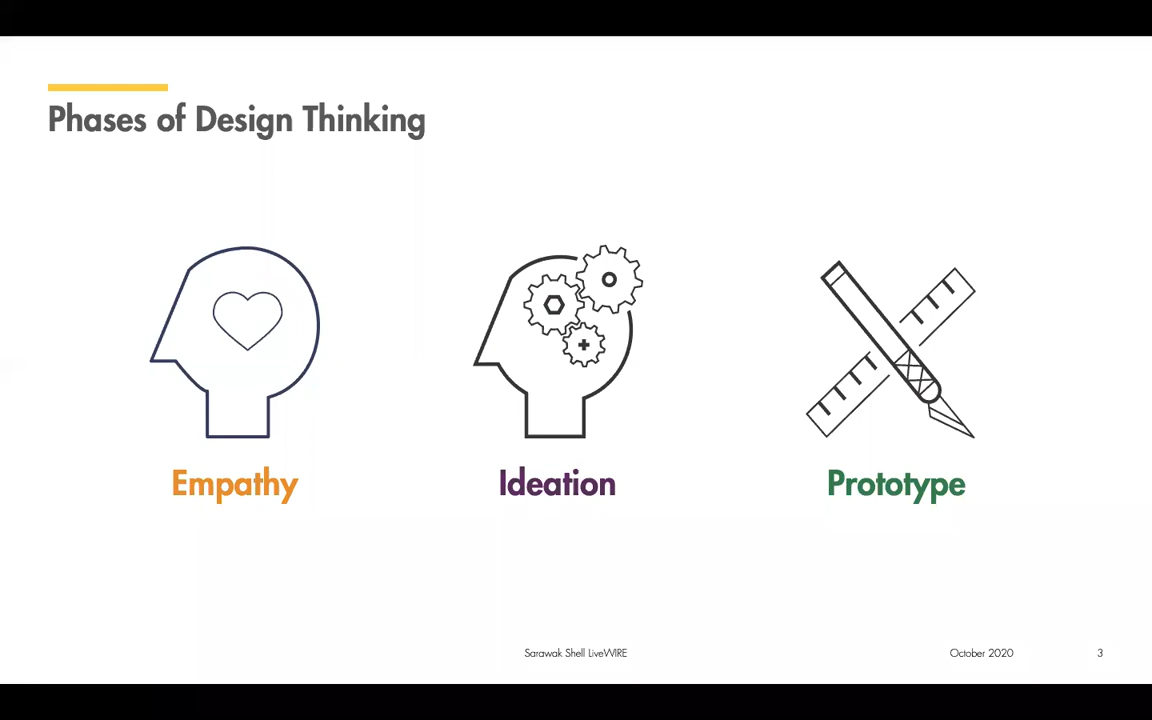 Phases of Design Thinking
Empathy
Ideation
Prototype
Sarawak Shell LiveWIRE
October 2020
3